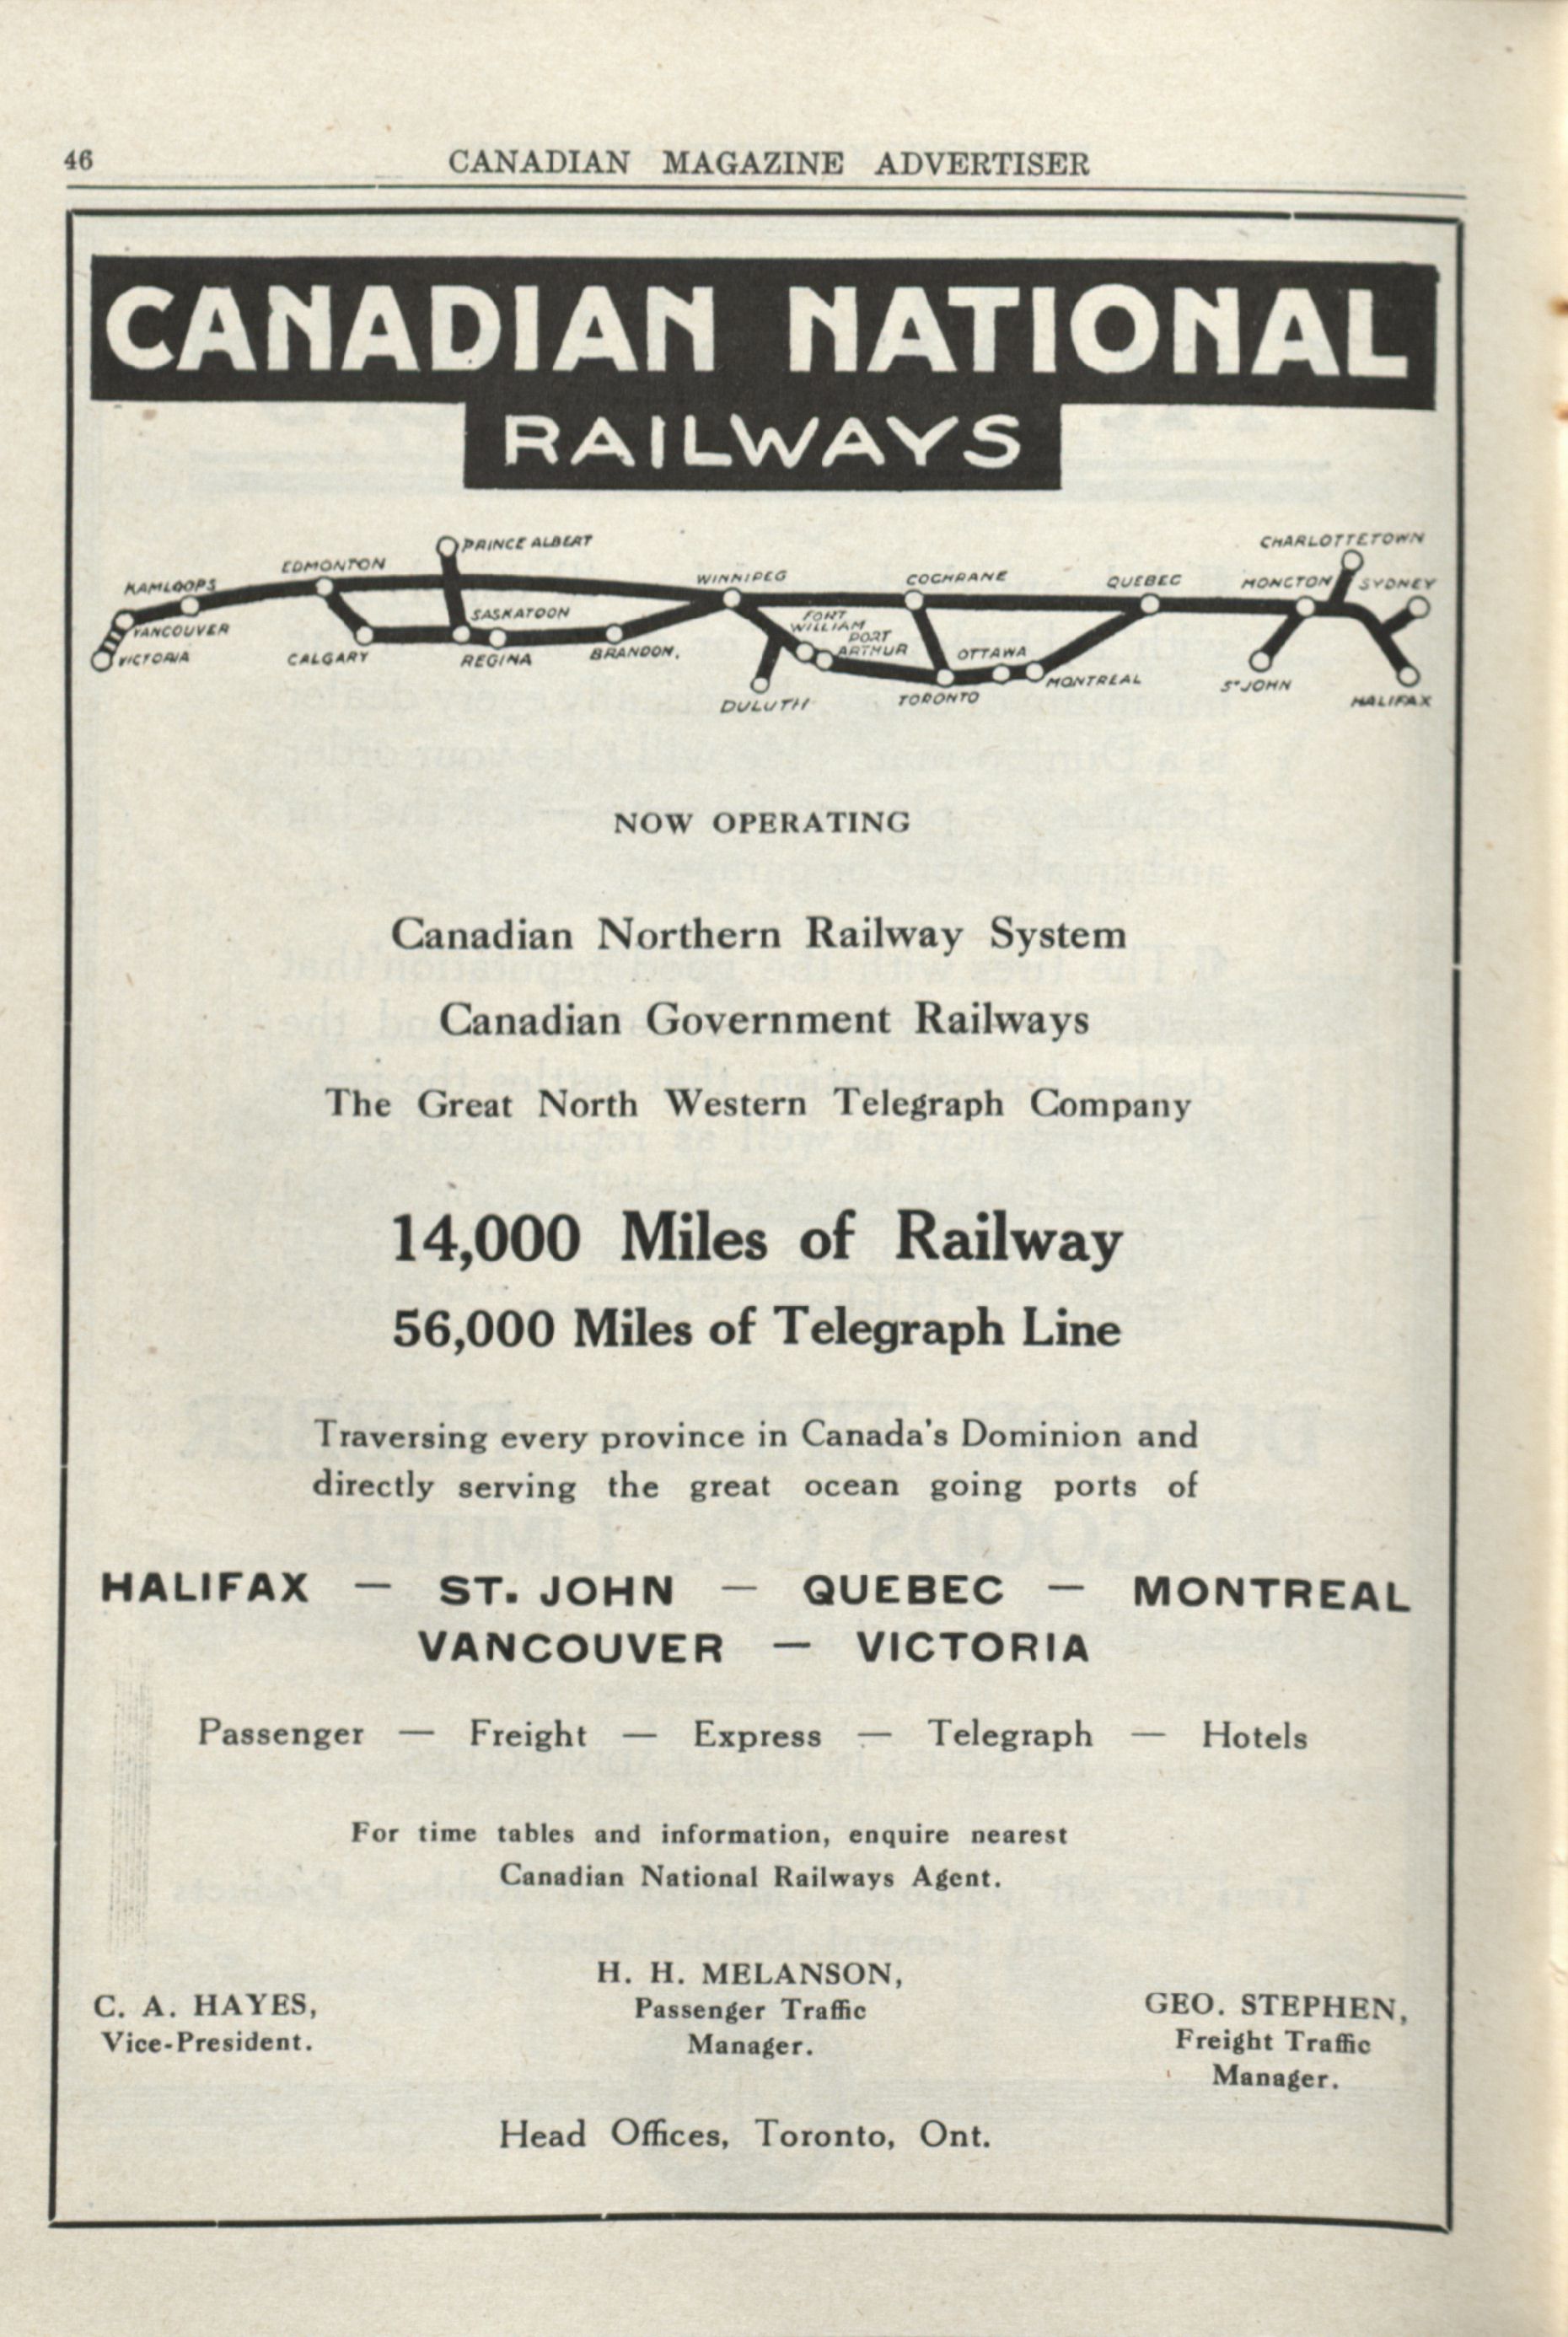 46
CANADIAN MAGAZINE ADVERTISER
CANADIAN NATIONAL
RAILWAYS
PRINCE ALBERT
CHARLOTTETOWN
EDMONTON
KAMLOOPS
WINNIPEG
COCHRANE
QUEBEC
MONCTON
SYDNEY
VANCOUVER
SASKATOON
FORT
WILLIAM
PORT
ARTHUR
VICTORIA
CALGARY
REGINA
BRANDON.
OTTAWA
MONTREAL
ST JOHN
DULUTH
TORONTO
HALIFAX
NOW OPERATING
Canadian Northern Railway System
Canadian Government Railways
The Great North Western Telegraph Company
14,000 Miles of Railway
56,000 Miles of Telegraph Line
Traversing every province in Canada's Dominion and
directly serving the great ocean going ports of
HALIFAX — ST. JOHN — QUEBEC — MONTREAL
VANCOUVER — VICTORIA
Passenger — Freight — Express — Telegraph — Hotels
For time tables and information, enquire nearest
Canadian National Railways Agent.
C. A. HAYES,
Vice-President.
H. H. MELANSON,
Passenger Traffic
Manager.
GEO. STEPHEN,
Freight Traffic
Manager.
Head Offices, Toronto, Ont.